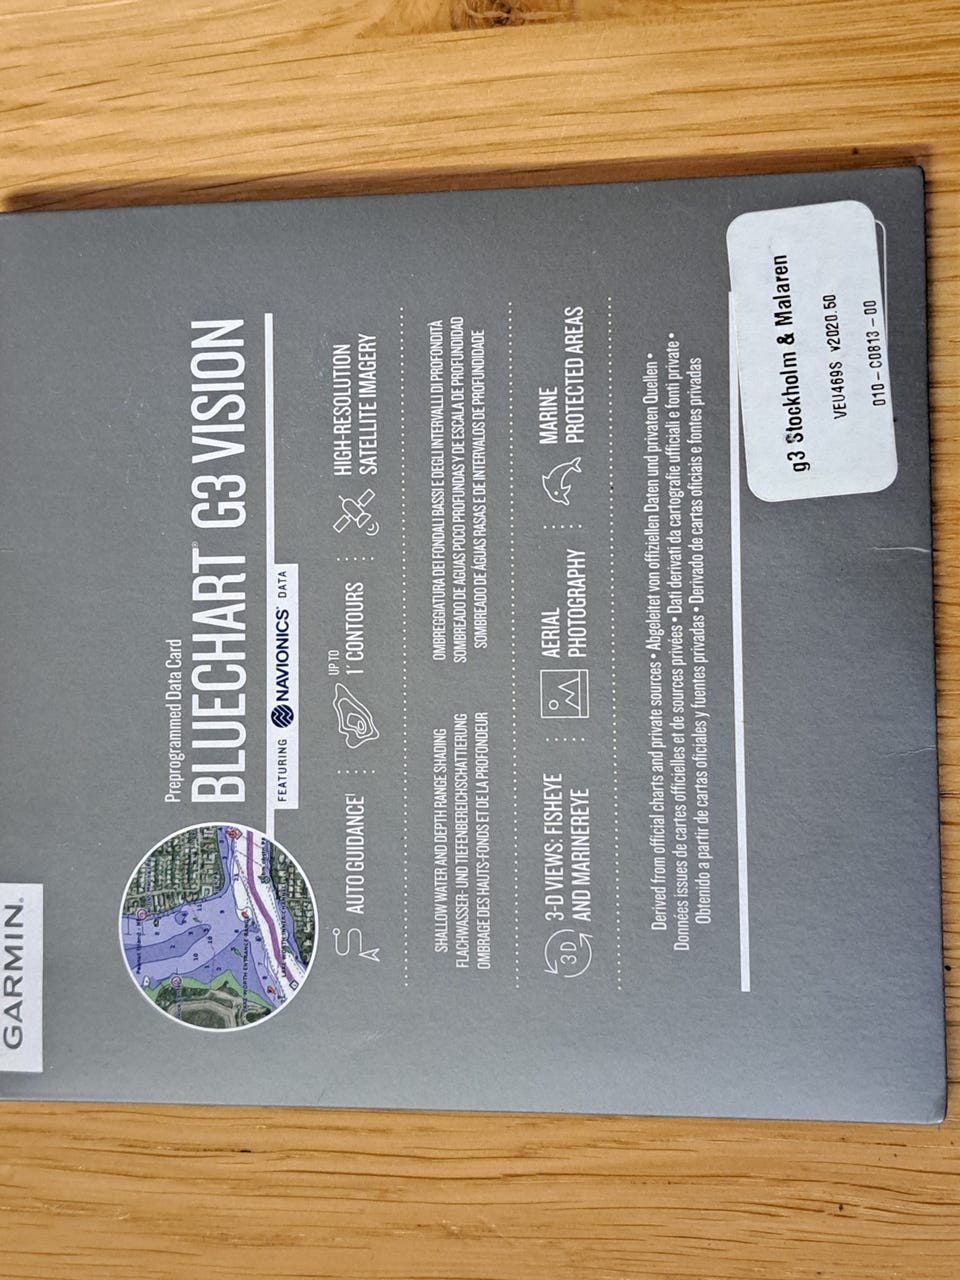 GARMIN®
Preprogrammed Data Card
BLUECHART® G3 VISION
FEATURING NAVIONICS® DATA
AUTO GUIDANCE¹
UP TO
1' CONTOURS
HIGH-RESOLUTION
SATELLITE IMAGERY
SHALLOW WATER AND DEPTH RANGE SHADING
FLACHWASSER- UND TIEFENBEREICHSCHATTIERUNG
OMBRAGE DES HAUTS-FONDS ET DE LA PROFONDEUR
OMBREGGIATURA DEI FONDALI BASSI E DEGLI INTERVALLI DI PROFONDITÀ
SOMBREADO DE AGUAS POCO PROFUNDAS Y DE ESCALA DE PROFUNDIDAD
SOMBREADO DE ÁGUAS RASAS E DE INTERVALOS DE PROFUNDIDADE
3D
3-D VIEWS: FISHEYE
AND MARINEREYE
AERIAL
PHOTOGRAPHY
MARINE
PROTECTED AREAS
Derived from official charts and private sources • Abgeleitet von offiziellen Daten und privaten Quellen •
Données issues de cartes officielles et de sources privées • Dati derivati da cartografie ufficiali e fonti private •
Obtenido a partir de cartas oficiales y fuentes privadas • Derivado de cartas oficiais e fontes privadas
g3 Stockholm & Malaren
VEU469S v2020.50
010-C0813-00